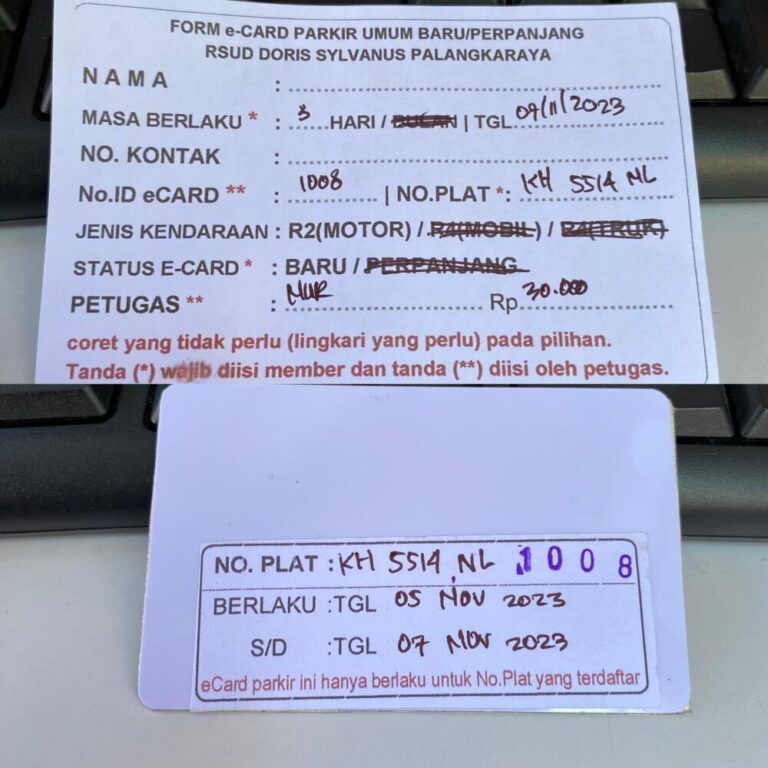 FORM e-CARD PARKIR UMUM BARU/PERPANJANG
RSUD DORIS SYLVANUS PALANGKARAYA
NAMA :
MASA BERLAKU * : 3 HARI / BULAN | TGL 07/11/2023
NO. KONTAK :
No.ID eCARD ** : 1008 | NO.PLAT *: KH 5514 NL
JENIS KENDARAAN : R2(MOTOR) / R4(MOBIL) / R4(TRUK)
STATUS E-CARD * : BARU / PERPANJANG
PETUGAS ** : MUR Rp 30.000
coret yang tidak perlu (lingkari yang perlu) pada pilihan.
Tanda (*) wajib diisi member dan tanda (**) diisi oleh petugas.
NO. PLAT : KH 5514 NL 1008
BERLAKU :TGL 05 Nov 2023
S/D :TGL 07 Nov 2023
eCard parkir ini hanya berlaku untuk No.Plat yang terdaftar